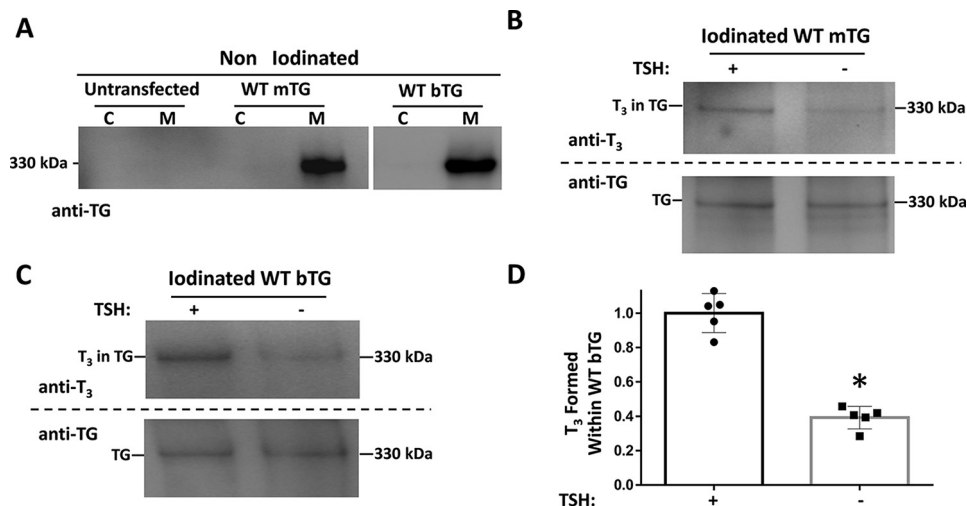 A
Non Iodinated
Untransfected WT mTG WT bTG
C M C M C M
330 kDa
anti-TG
B
Iodinated WT mTG
TSH: + -
T3 in TG 330 kDa
anti-T3
anti-TG
TG 330 kDa
C
Iodinated WT bTG
TSH: + -
T3 in TG 330 kDa
anti-T3
anti-TG
TG 330 kDa
D
T3 Formed
Within WT bTG
1.0
0.8
0.6
0.4
0.2
0.0
*
TSH: + -